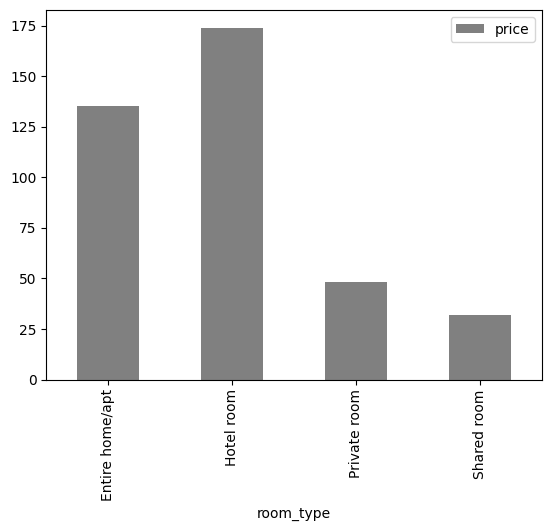 175
150
125
100
75
50
25
0
price
Entire home/apt
Hotel room
Private room
Shared room
room_type